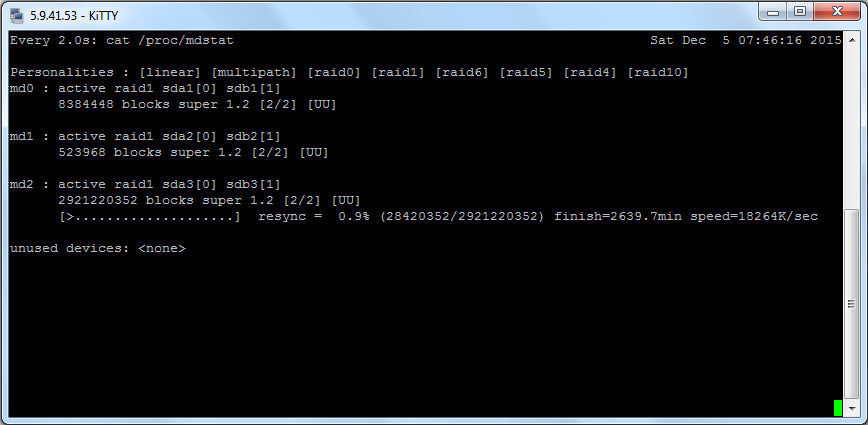 5.9.41.53 - KiTTY
Every 2.0s: cat /proc/mdstat Sat Dec  5 07:46:16 2015
Personalities : [linear] [multipath] [raid0] [raid1] [raid6] [raid5] [raid4] [raid10]
md0 : active raid1 sda1[0] sdb1[1]
8384448 blocks super 1.2 [2/2] [UU]
md1 : active raid1 sda2[0] sdb2[1]
523968 blocks super 1.2 [2/2] [UU]
md2 : active raid1 sda3[0] sdb3[1]
2921220352 blocks super 1.2 [2/2] [UU]
[>....................]  resync =  0.9% (28420352/2921220352) finish=2639.7min speed=18264K/sec
unused devices: <none>